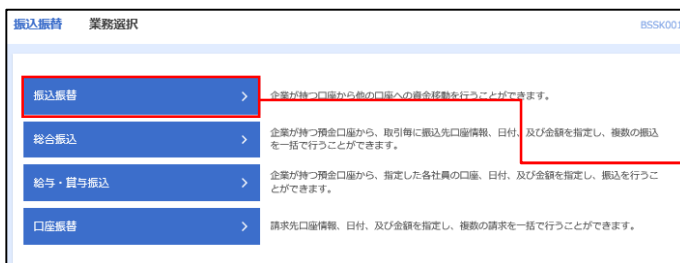 振込振替 業務選択 BSSK001
振込振替 企業が持つ口座から他の口座への資金移動を行うことができます。
総合振込 企業が持つ預金口座から、取引毎に振込先口座情報、日付、及び金額を指定し、複数の振込
を一括で行うことができます。
給与・賞与振込 企業が持つ預金口座から、指定した各社員の口座、日付、及び金額を指定し、振込を行うこ
とができます。
口座振替 請求先口座情報、日付、及び金額を指定し、複数の請求を一括で行うことができます。